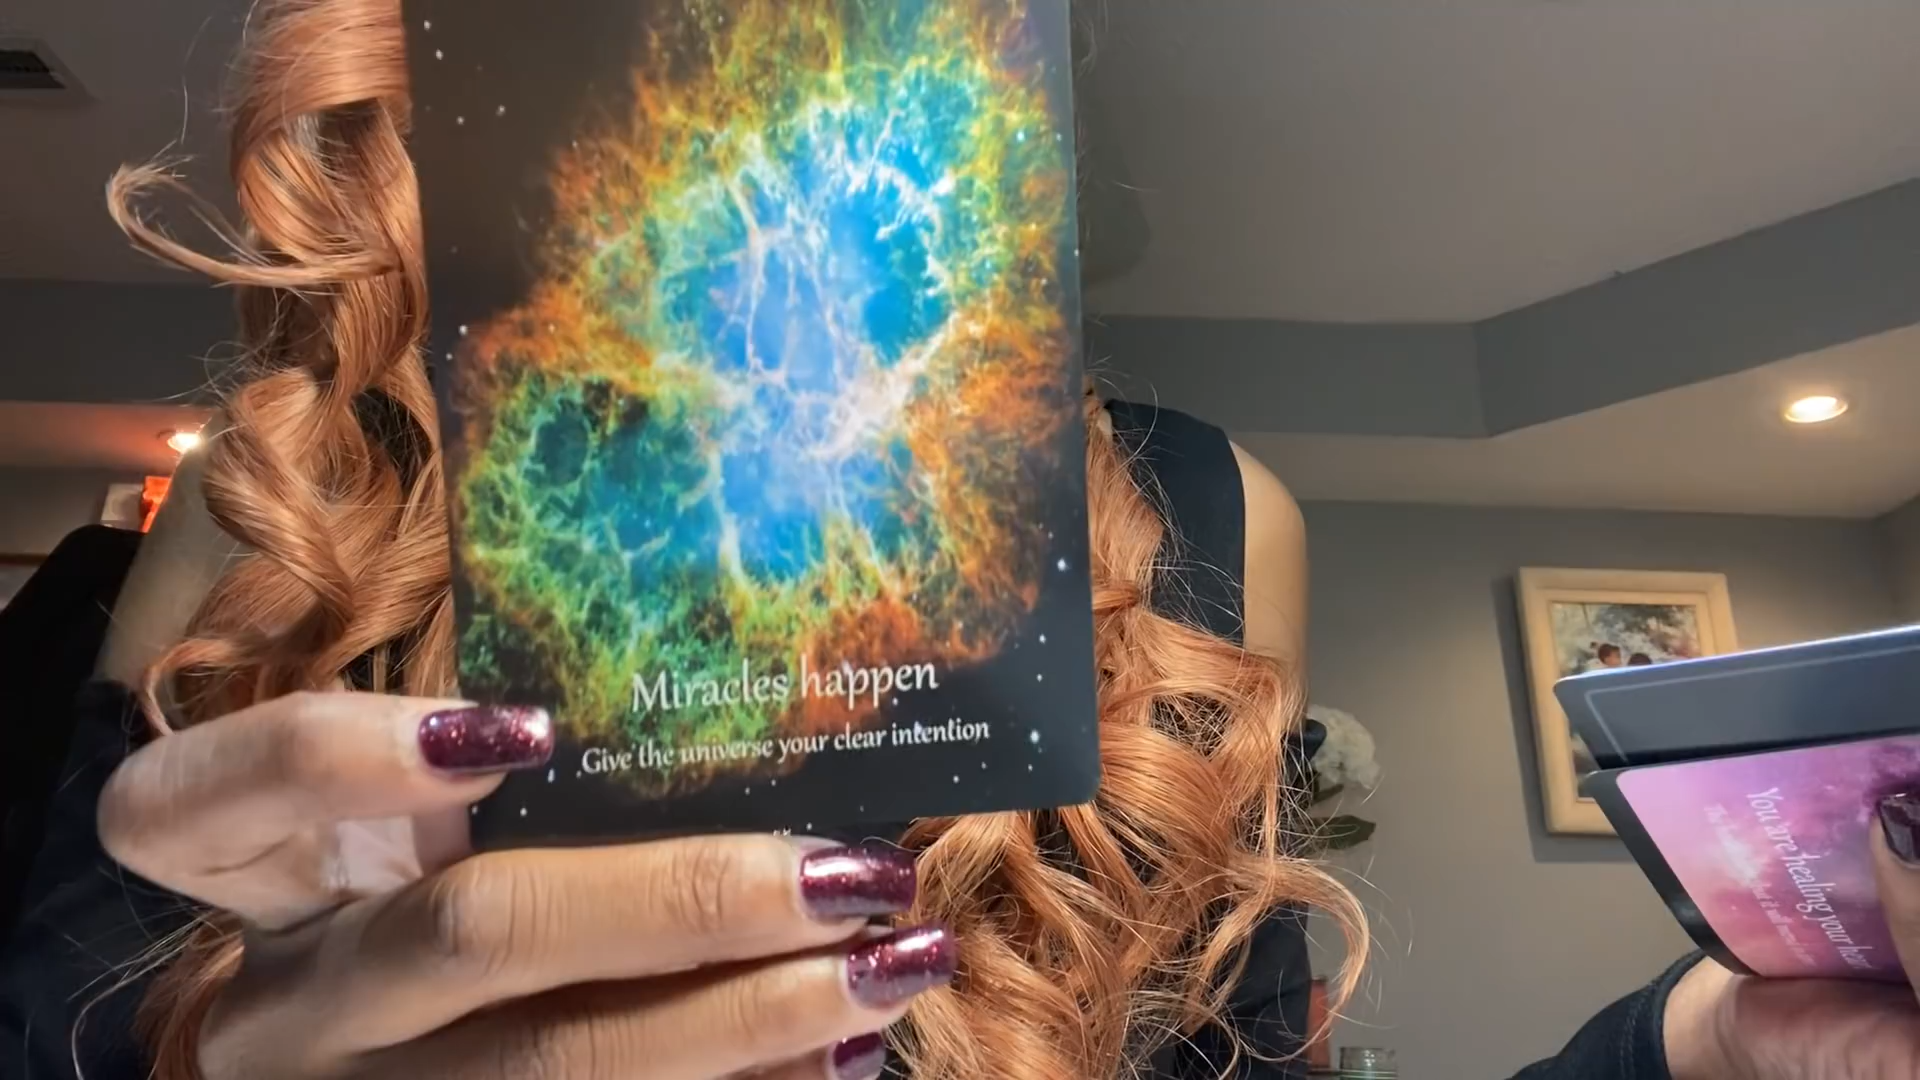 Miracles happen
Give the universe your clear intention
You are healing your heart